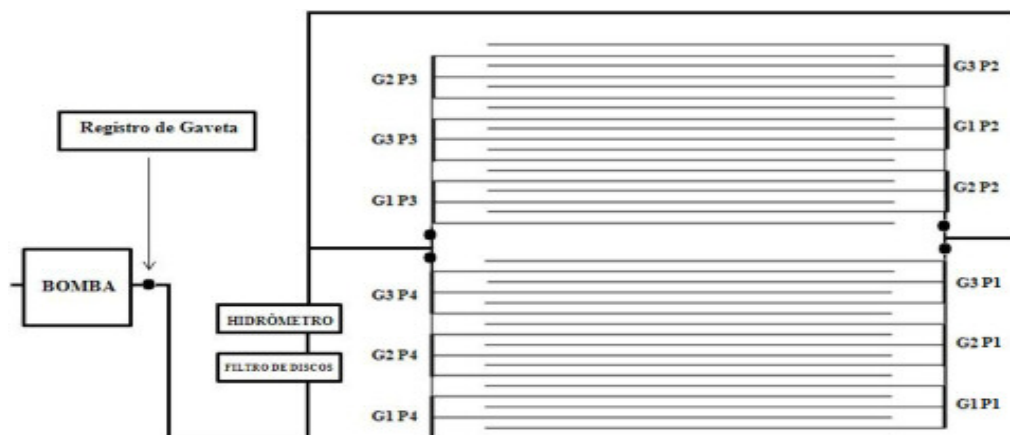 G2 P3
G3 P2
Registro de Gaveta
G3 P3
G1 P2
G1 P3
G2 P2
BOMBA
G3 P4
G3 P1
HIDRÔMETRO
G2 P4
G2 P1
FILTRO DE DISCOS
G1 P4
G1 P1